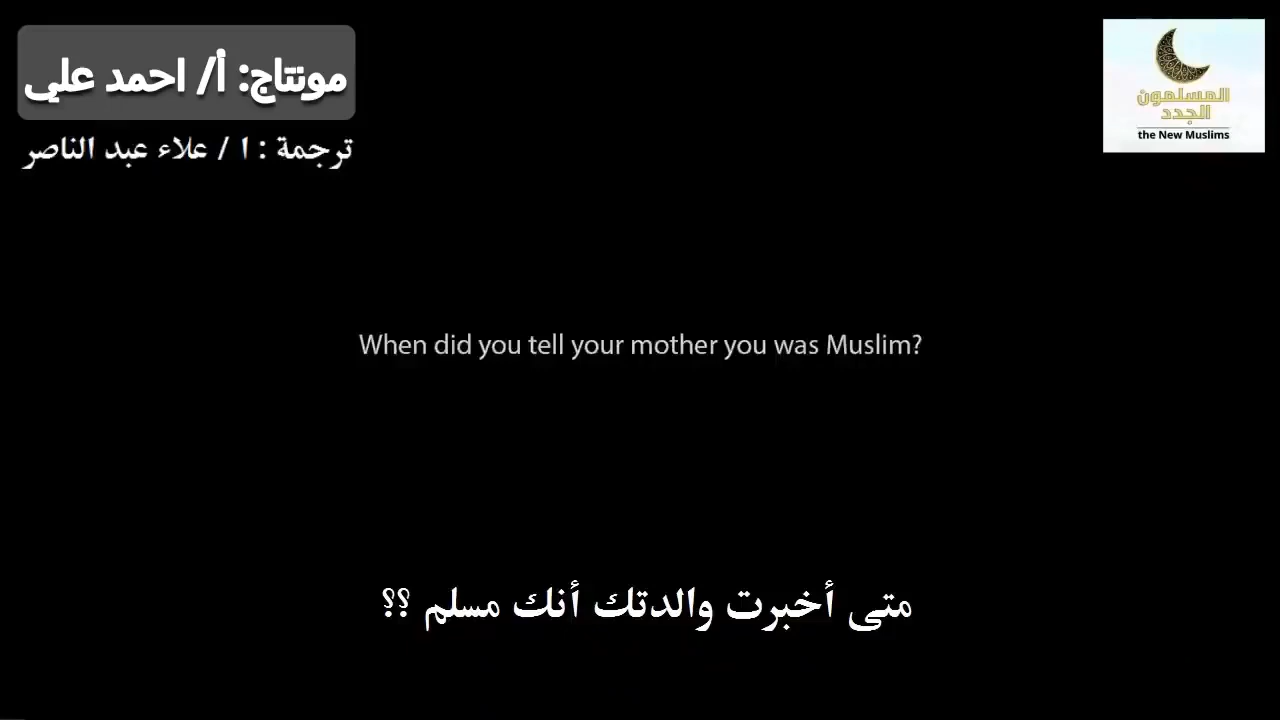 مونتاج: أ/ احمد علي
ترجمة : ا / علاء عبد الناصر
المسلمون
الجدد
the New Muslims
When did you tell your mother you was Muslim?
متى أخبرت والدتك أنك مسلم ؟؟